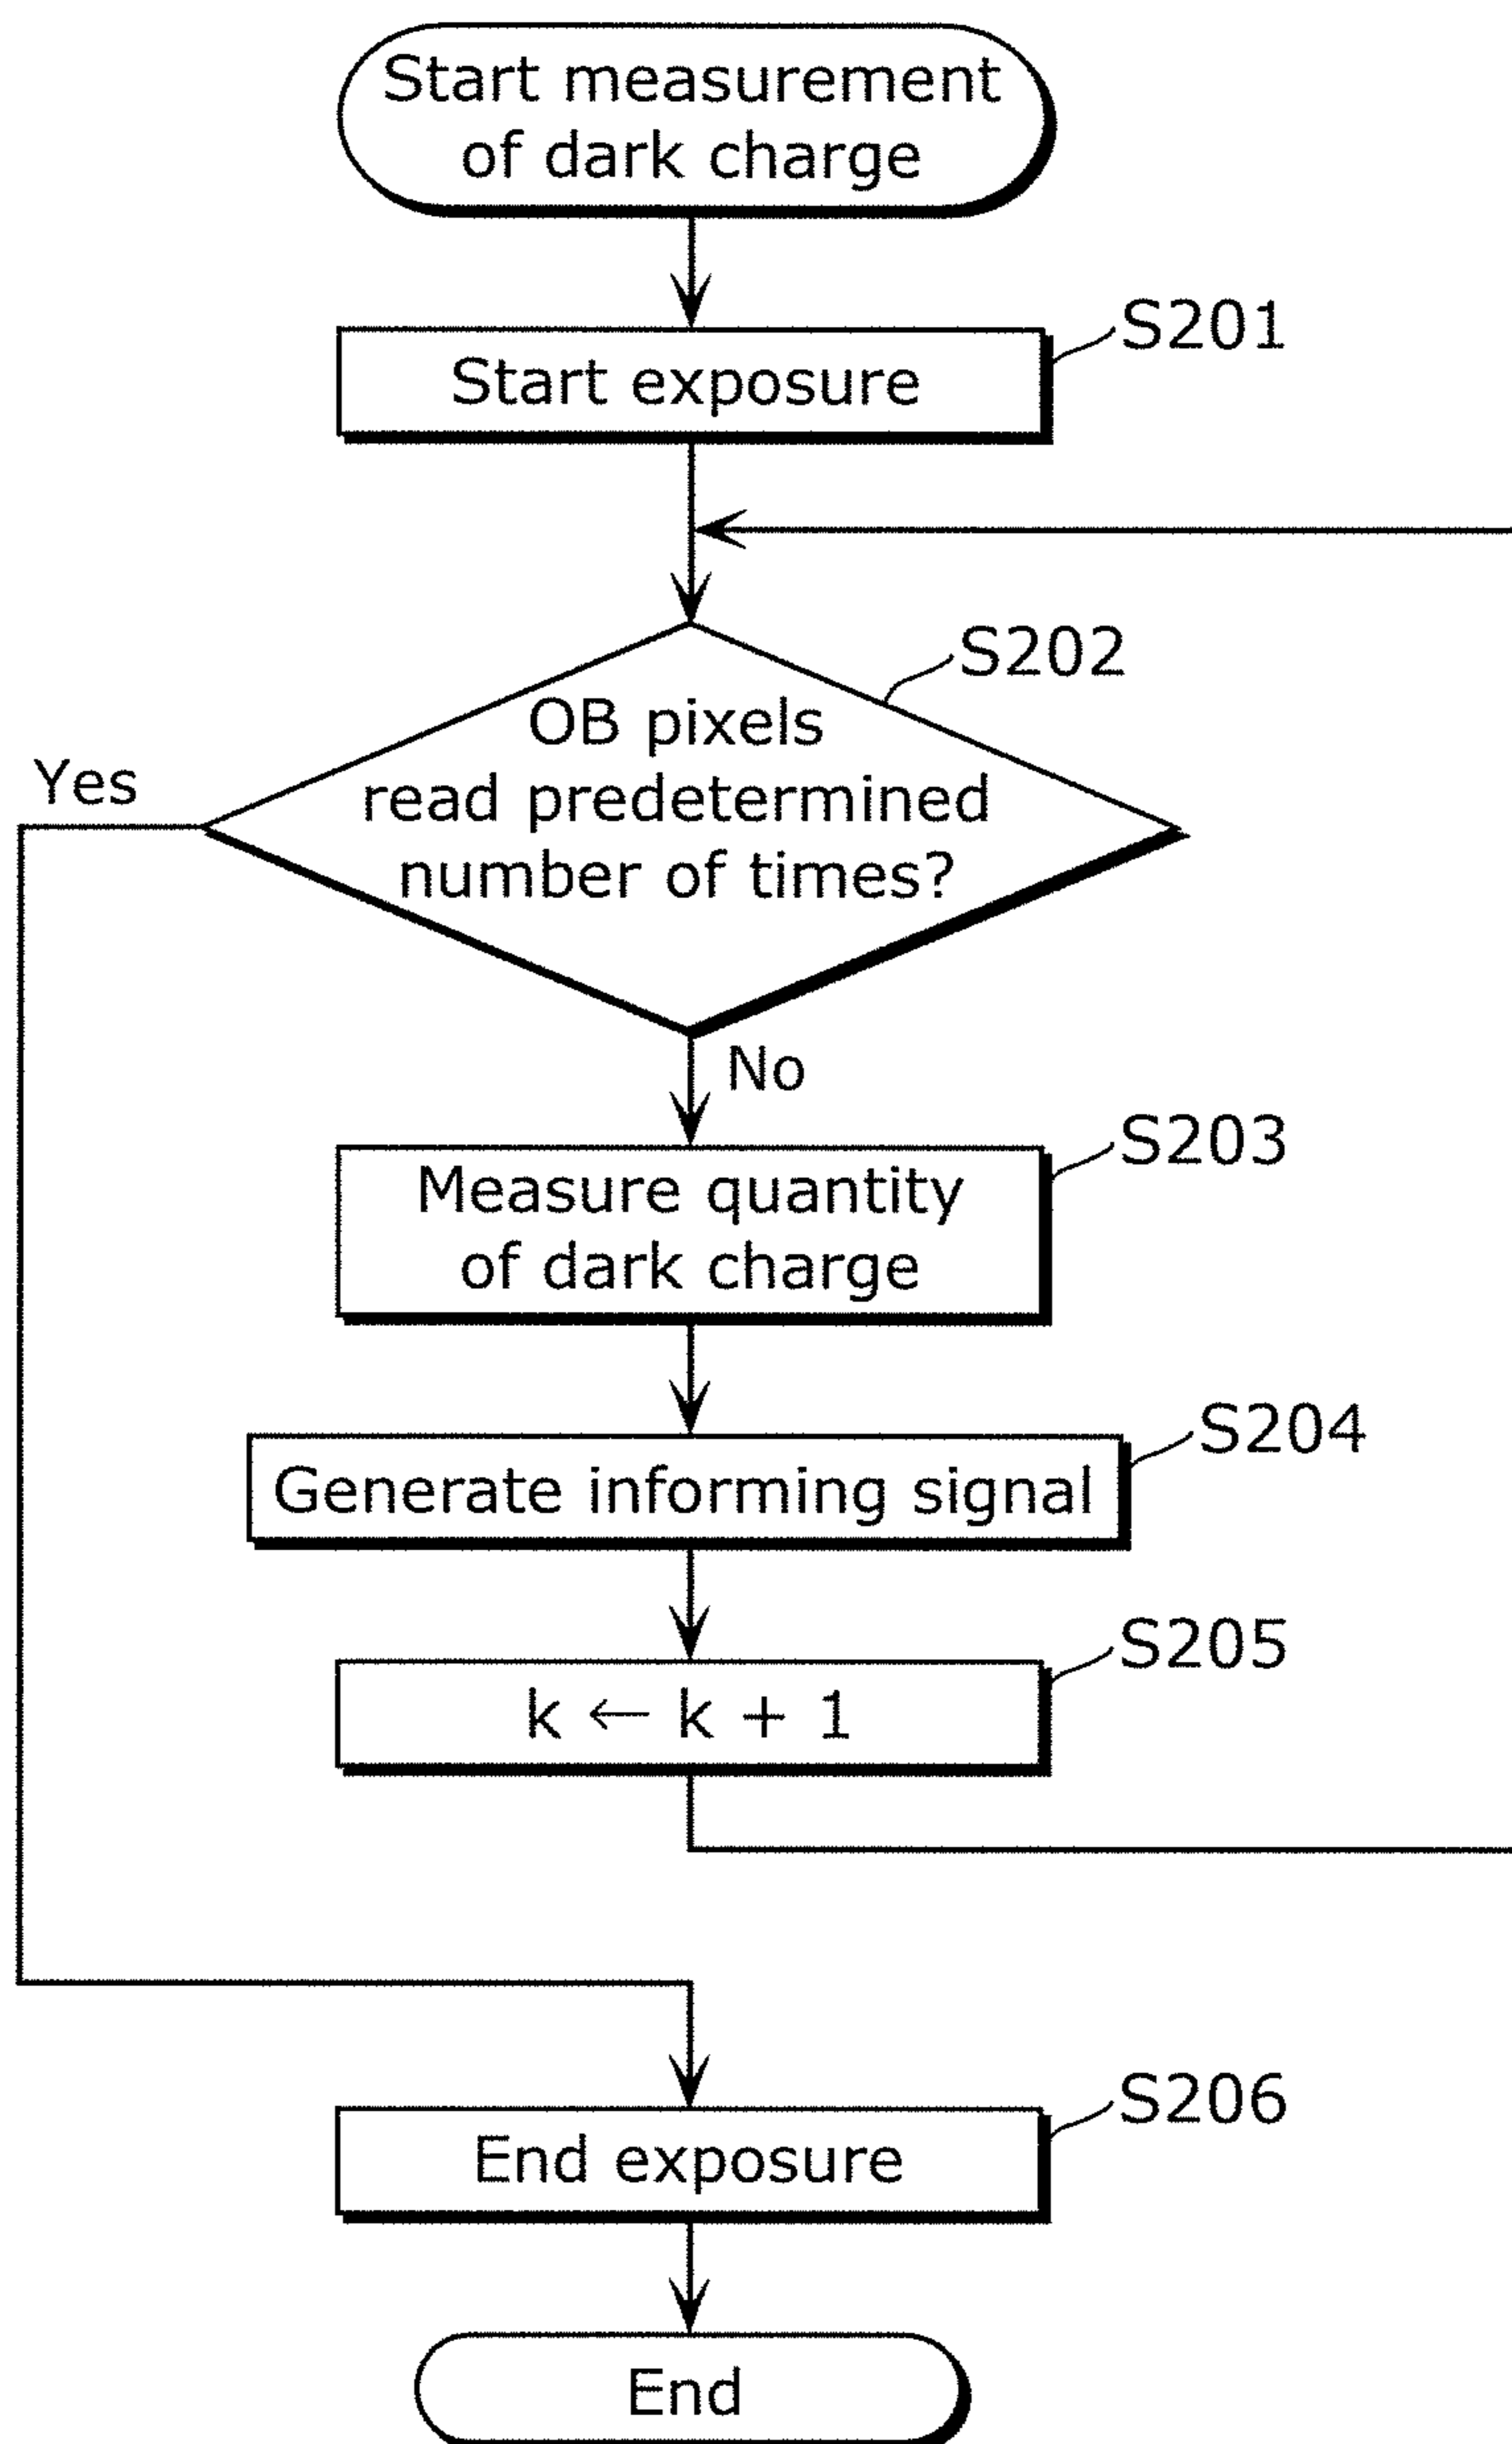 Start measurement
of dark charge
S201
Start exposure
S202
OB pixels
read predetermined
number of times?
Yes
No
S203
Measure quantity
of dark charge
S204
Generate informing signal
S205
k ← k + 1
S206
End exposure
End